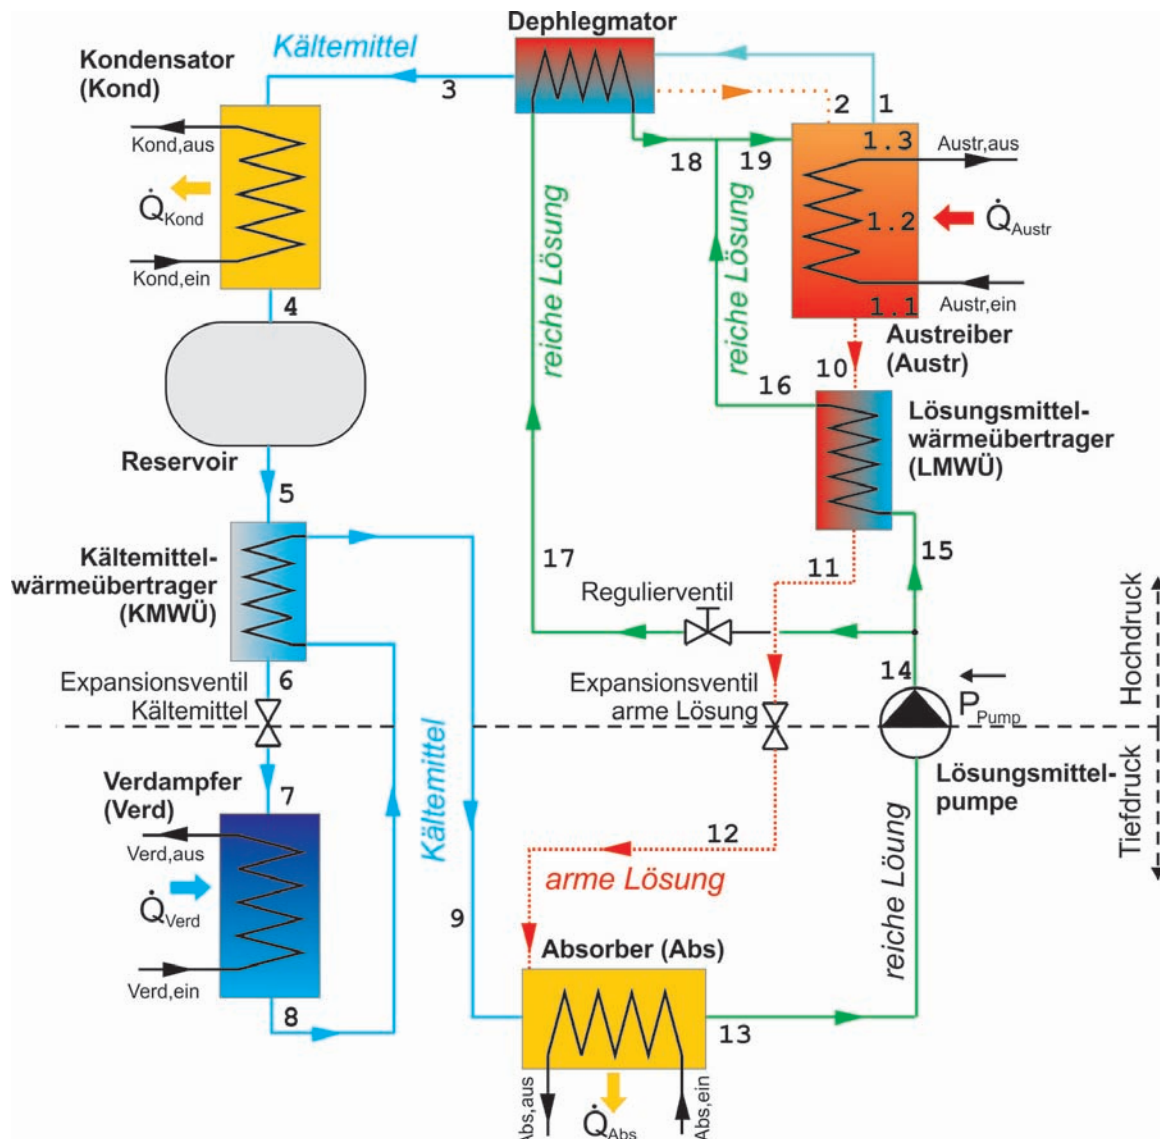 Dephlegmator
Kondensator
(Kond)
Kältemittel
3
2
1
Kond,aus
Q̇Kond
Kond,ein
4
18
19
1.3
Austr,aus
1.2
Q̇Austr
Austr,ein
1.1
reiche Lösung
reiche Lösung
Austreiber
(Austr)
10
16
Lösungsmittel-
wärmeübertrager
(LMWÜ)
Reservoir
5
Kältemittel-
wärmeübertrager
(KMWÜ)
17
11
15
Regulierventil
6
14
Expansionsventil
Kältemittel
Expansionsventil
arme Lösung
PPump
Hochdruck
Tiefdruck
Lösungsmittel-
pumpe
Verdampfer
(Verd)
7
Kältemittel
12
arme Lösung
Verd,aus
Q̇Verd
Verd,ein
8
9
reiche Löung
Absorber (Abs)
13
Abs,aus
Q̇Abs
Abs,ein